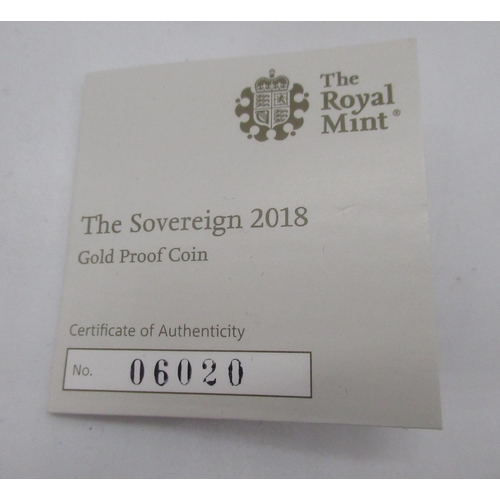 The
Royal
Mint®
The Sovereign 2018
Gold Proof Coin
Certificate of Authenticity
No. 06020